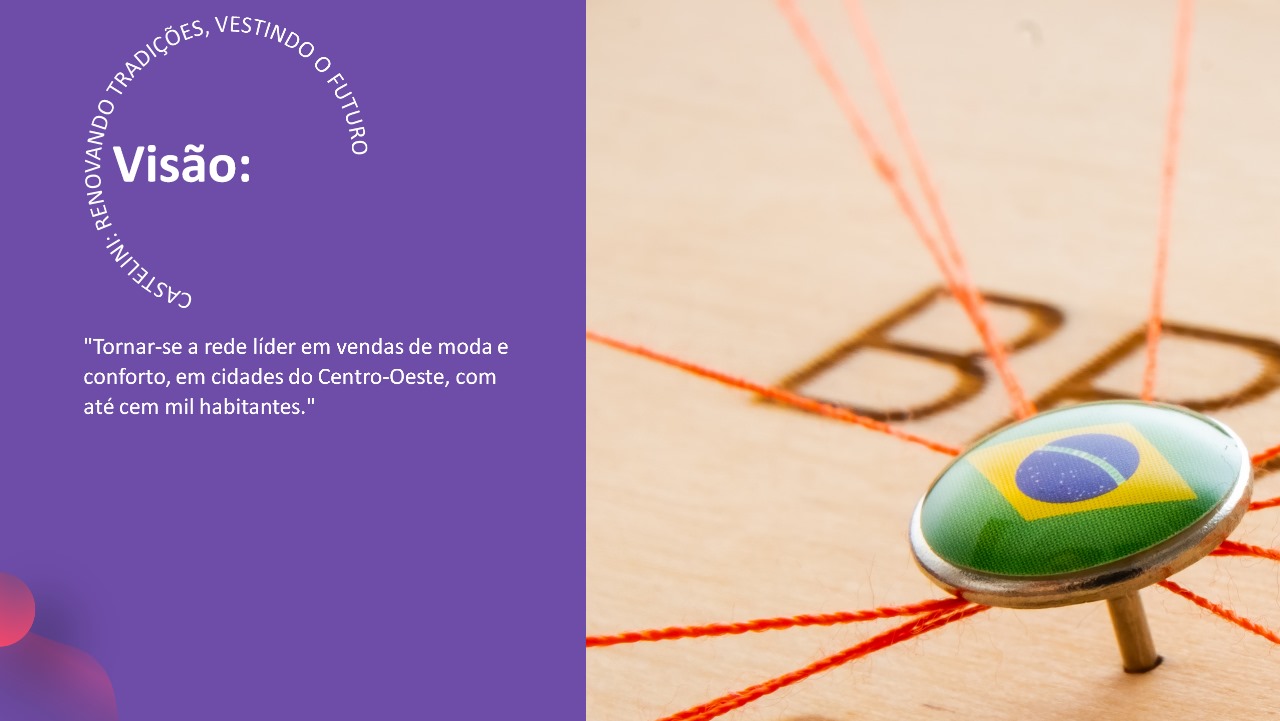 CASTELINI: RENOVANDO TRADIÇÕES, VESTINDO O FUTURO
Visão:
"Tornar-se a rede líder em vendas de moda e
conforto, em cidades do Centro-Oeste, com
até cem mil habitantes."
B